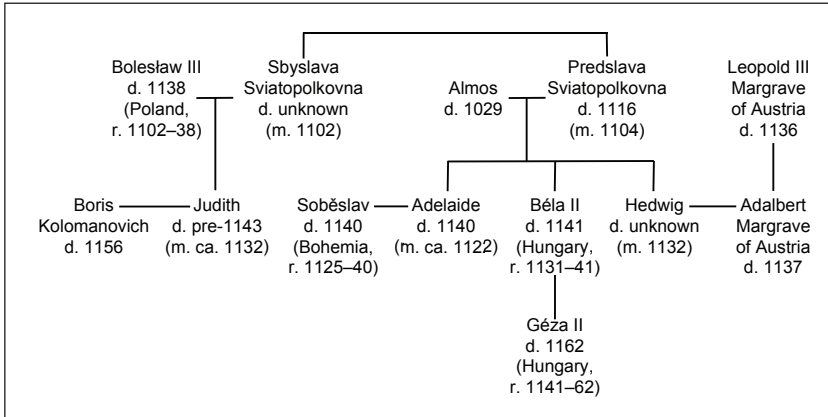 Bolesław III
d. 1138
(Poland,
r. 1102–38)
Sbyslava
Sviatopolkovna
d. unknown
(m. 1102)
Almos
d. 1029
Predslava
Sviatopolkovna
d. 1116
(m. 1104)
Leopold III
Margrave
of Austria
d. 1136
Boris
Kolomanovich
d. 1156
Judith
d. pre-1143
(m. ca. 1132)
Soběslav
d. 1140
(Bohemia,
r. 1125–40)
Adelaide
d. 1140
(m. ca. 1122)
Béla II
d. 1141
(Hungary,
r. 1131–41)
Hedwig
d. unknown
(m. 1132)
Adalbert
Margrave
of Austria
d. 1137
Géza II
d. 1162
(Hungary,
r. 1141–62)